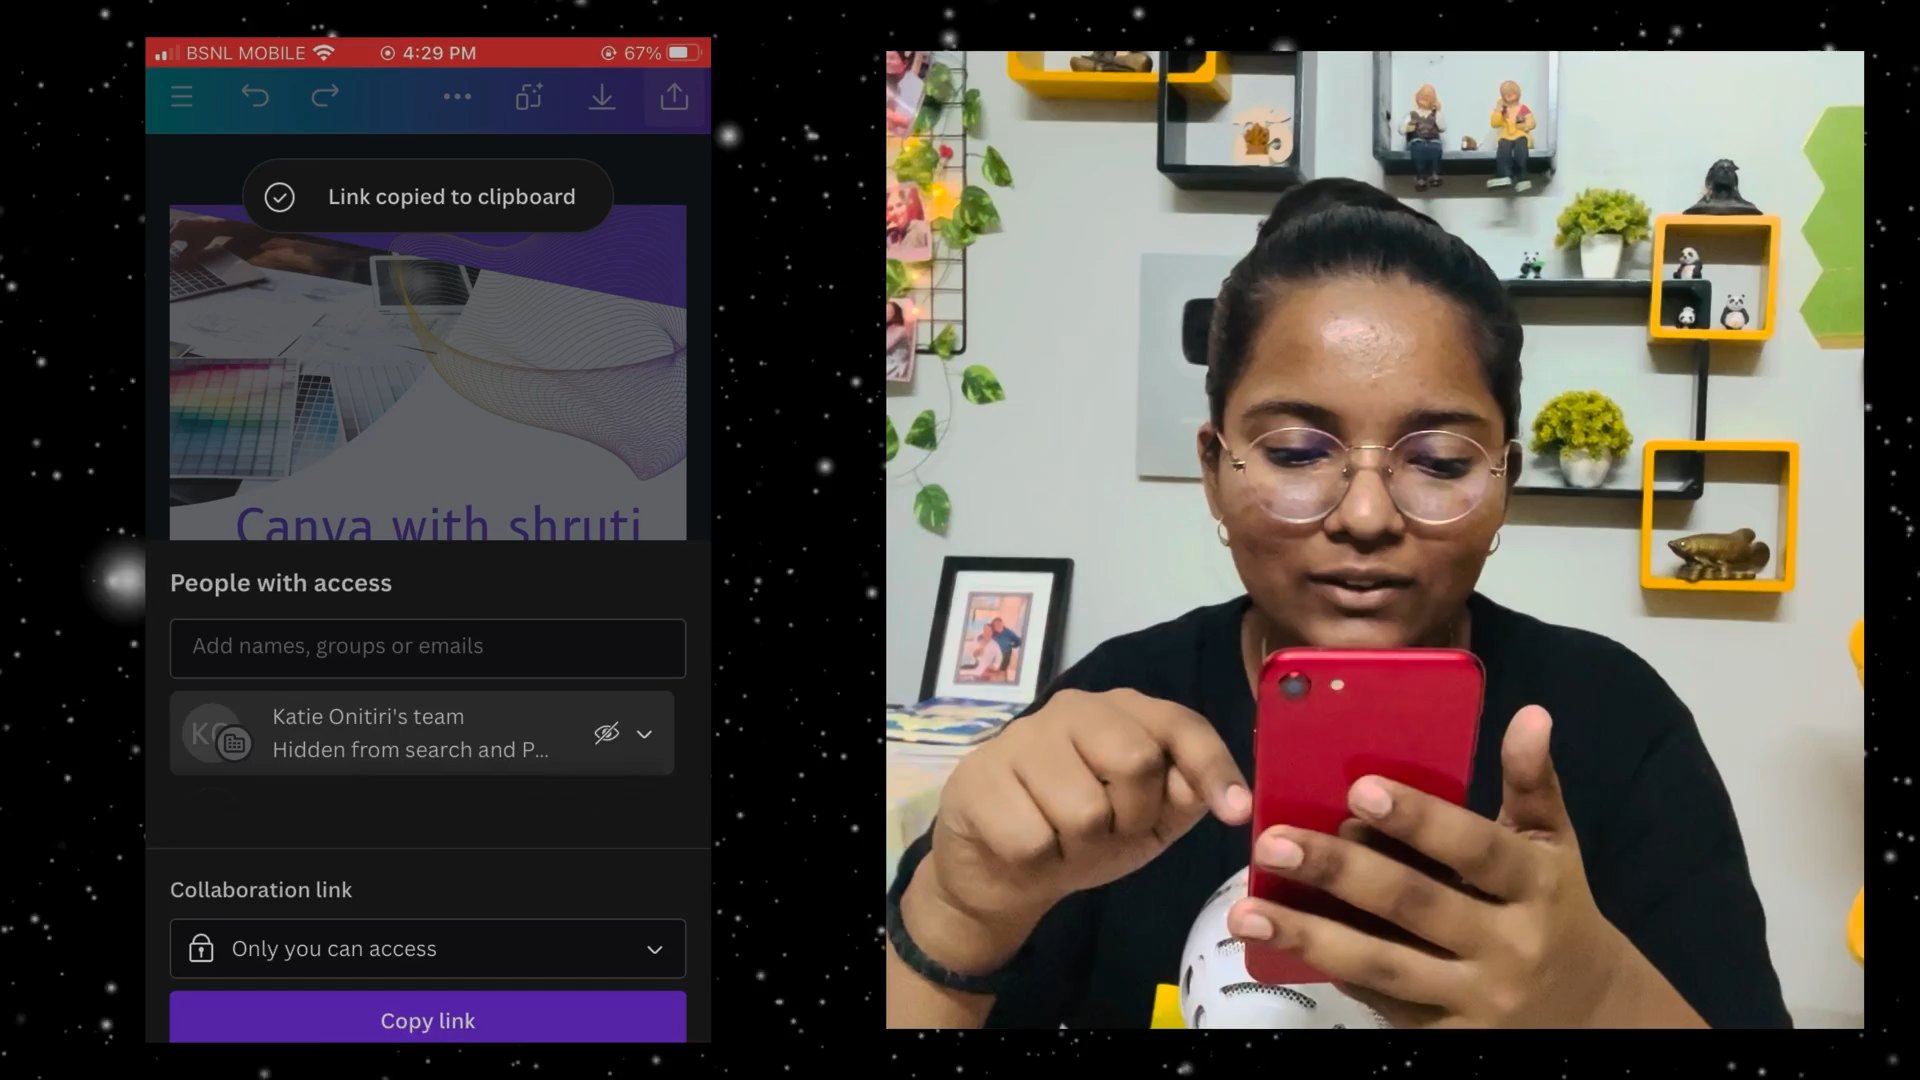 BSNL MOBILE 4:29 PM 67%
Link copied to clipboard
Canva with shruti
People with access
Add names, groups or emails
Katie Onitiri's team
Hidden from search and P...
Collaboration link
Only you can access
Copy link